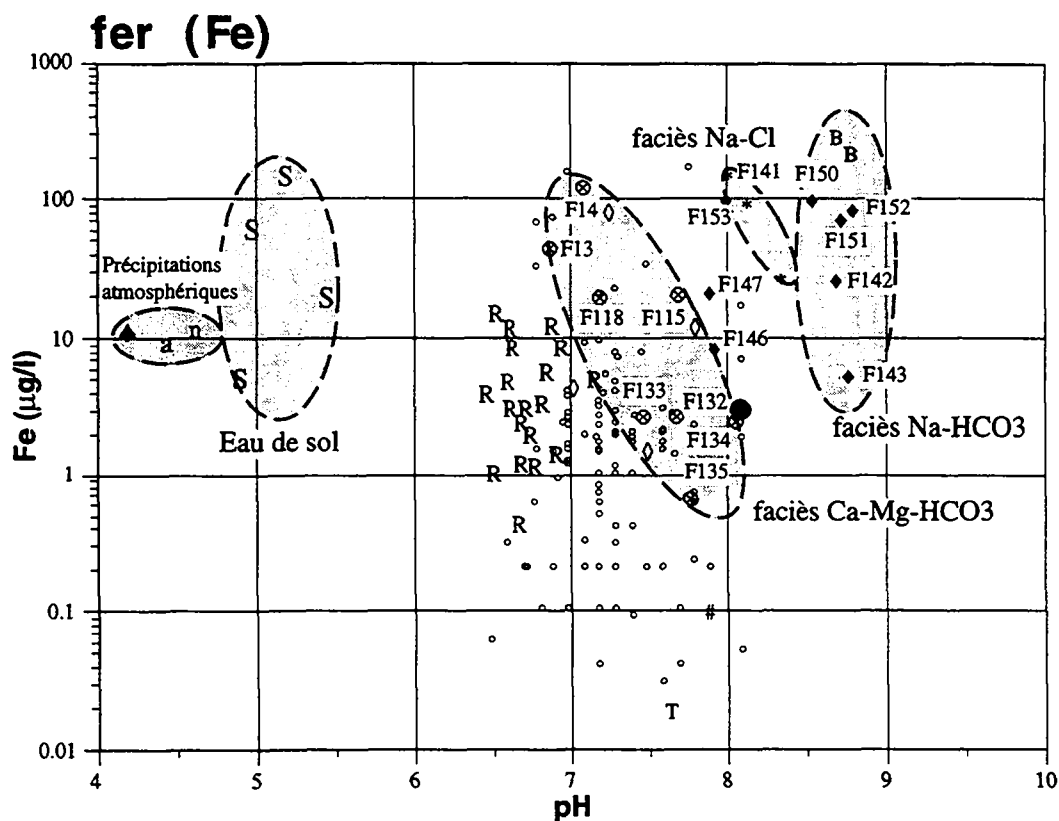 fer (Fe)
1000
faciès Na-Cl
B
B
F141
F150
S
100
F14
F153
F152
S
F151
F13
Précipitations
atmosphériques
S
F147
F142
F118
F115
R
n
a
10
R
R
R
R
F146
S
R
R
R
F133
F132
F143
R
R
R
R
R
R
F134
faciès Na-HCO3
Eau de sol
R
R
R
F135
R
1
faciès Ca-Mg-HCO3
R
0.1
#
T
0.01
4
5
6
7
8
9
10
Fe (µg/l)
pH